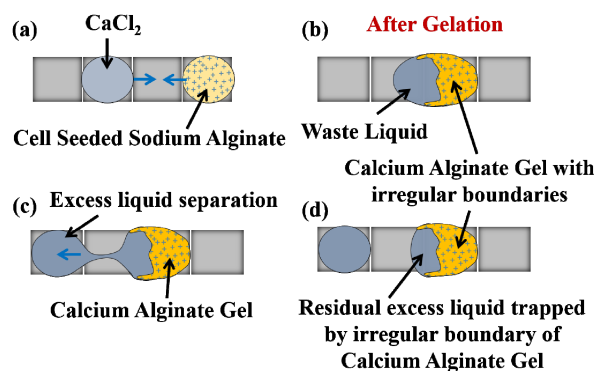 (a)
CaCl₂
Cell Seeded Sodium Alginate
(b)
After Gelation
Waste Liquid
Calcium Alginate Gel with
irregular boundaries
(c)
Excess liquid separation
Calcium Alginate Gel
(d)
Residual excess liquid trapped
by irregular boundary of
Calcium Alginate Gel